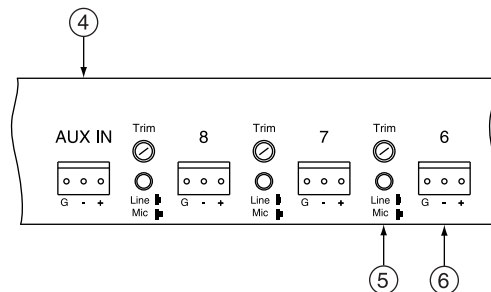 4
AUX IN
Trim
8
Trim
7
Trim
6
G - +
Line
Mic
G - +
Line
Mic
G - +
Line
Mic
G - +
5
6